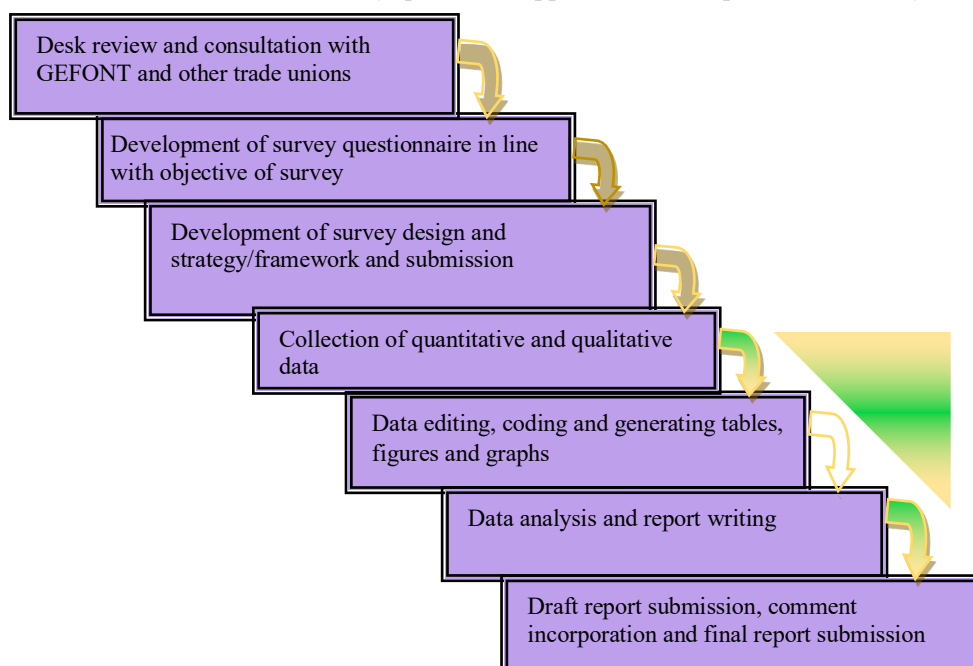 Desk review and consultation with
GEFONT and other trade unions
Development of survey questionnaire in line
with objective of survey
Development of survey design and
strategy/framework and submission
Collection of quantitative and qualitative
data
Data editing, coding and generating tables,
figures and graphs
Data analysis and report writing
Draft report submission, comment
incorporation and final report submission